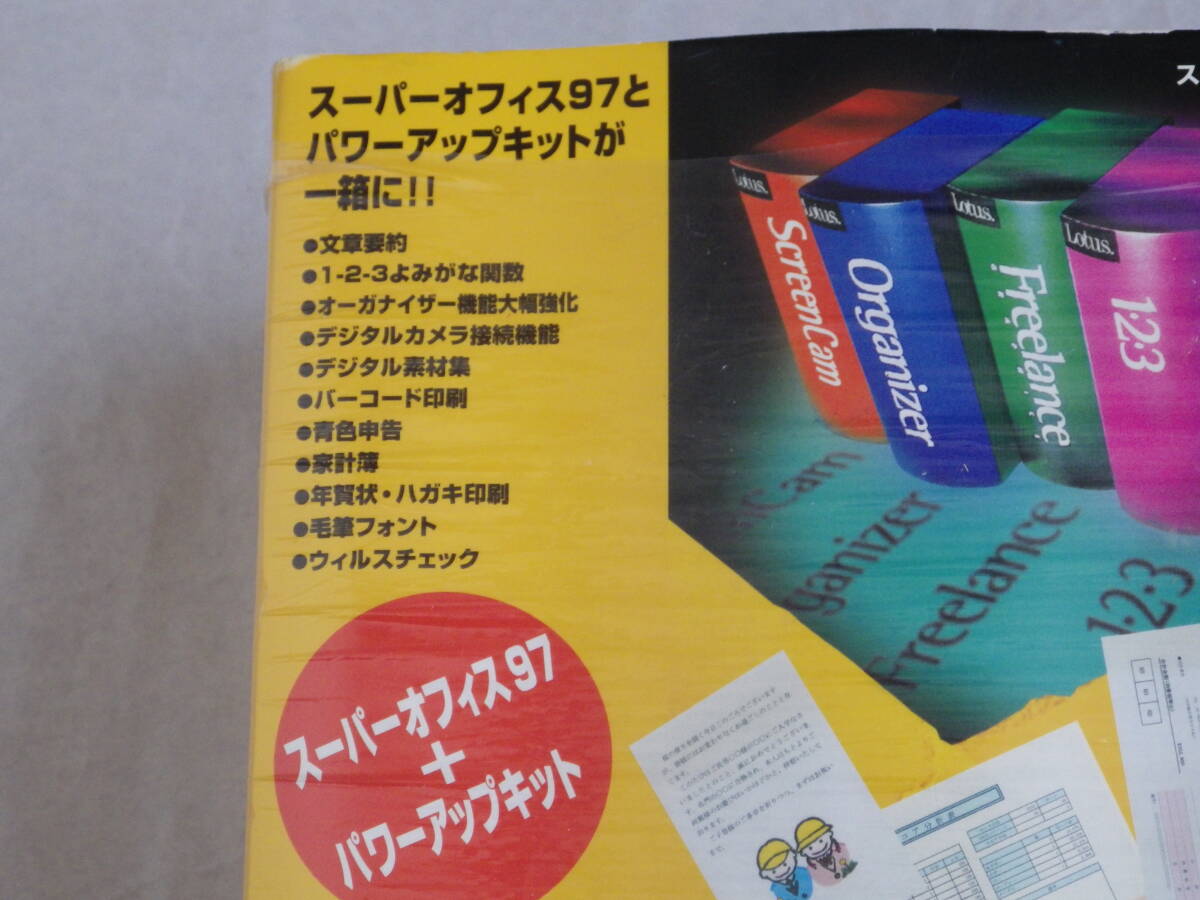 スーパーオフィス97と
パワーアップキットが
一箱に!!
●文章要約
●1-2-3よみがな関数
●オーガナイザー機能大幅強化
●デジタルカメラ接続機能
●デジタル素材集
●バーコード印刷
●青色申告
●家計簿
●年賀状・ハガキ印刷
●毛筆フォント
●ウィルスチェック
スーパーオフィス97
+
パワーアップキット
ス
Lotus.
ScreenCam
Lotus.
Organizer
Lotus.
Freelance
Lotus.
1・2・3
Cam
ganizer
Freelance
1・2・3